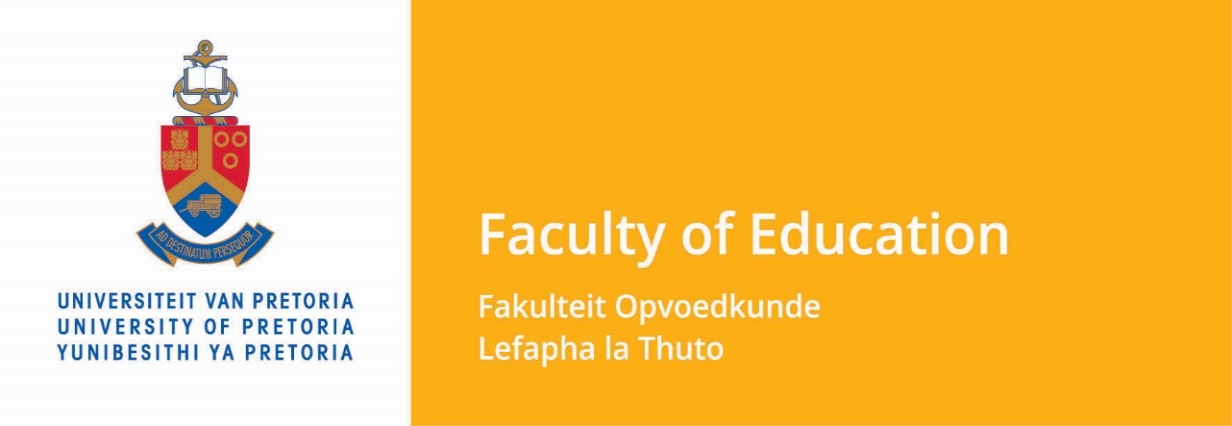 AD DESTINATUM PERSEQUOR
UNIVERSITEIT VAN PRETORIA
UNIVERSITY OF PRETORIA
YUNIBESITHI YA PRETORIA
Faculty of Education
Fakulteit Opvoedkunde
Lefapha la Thuto